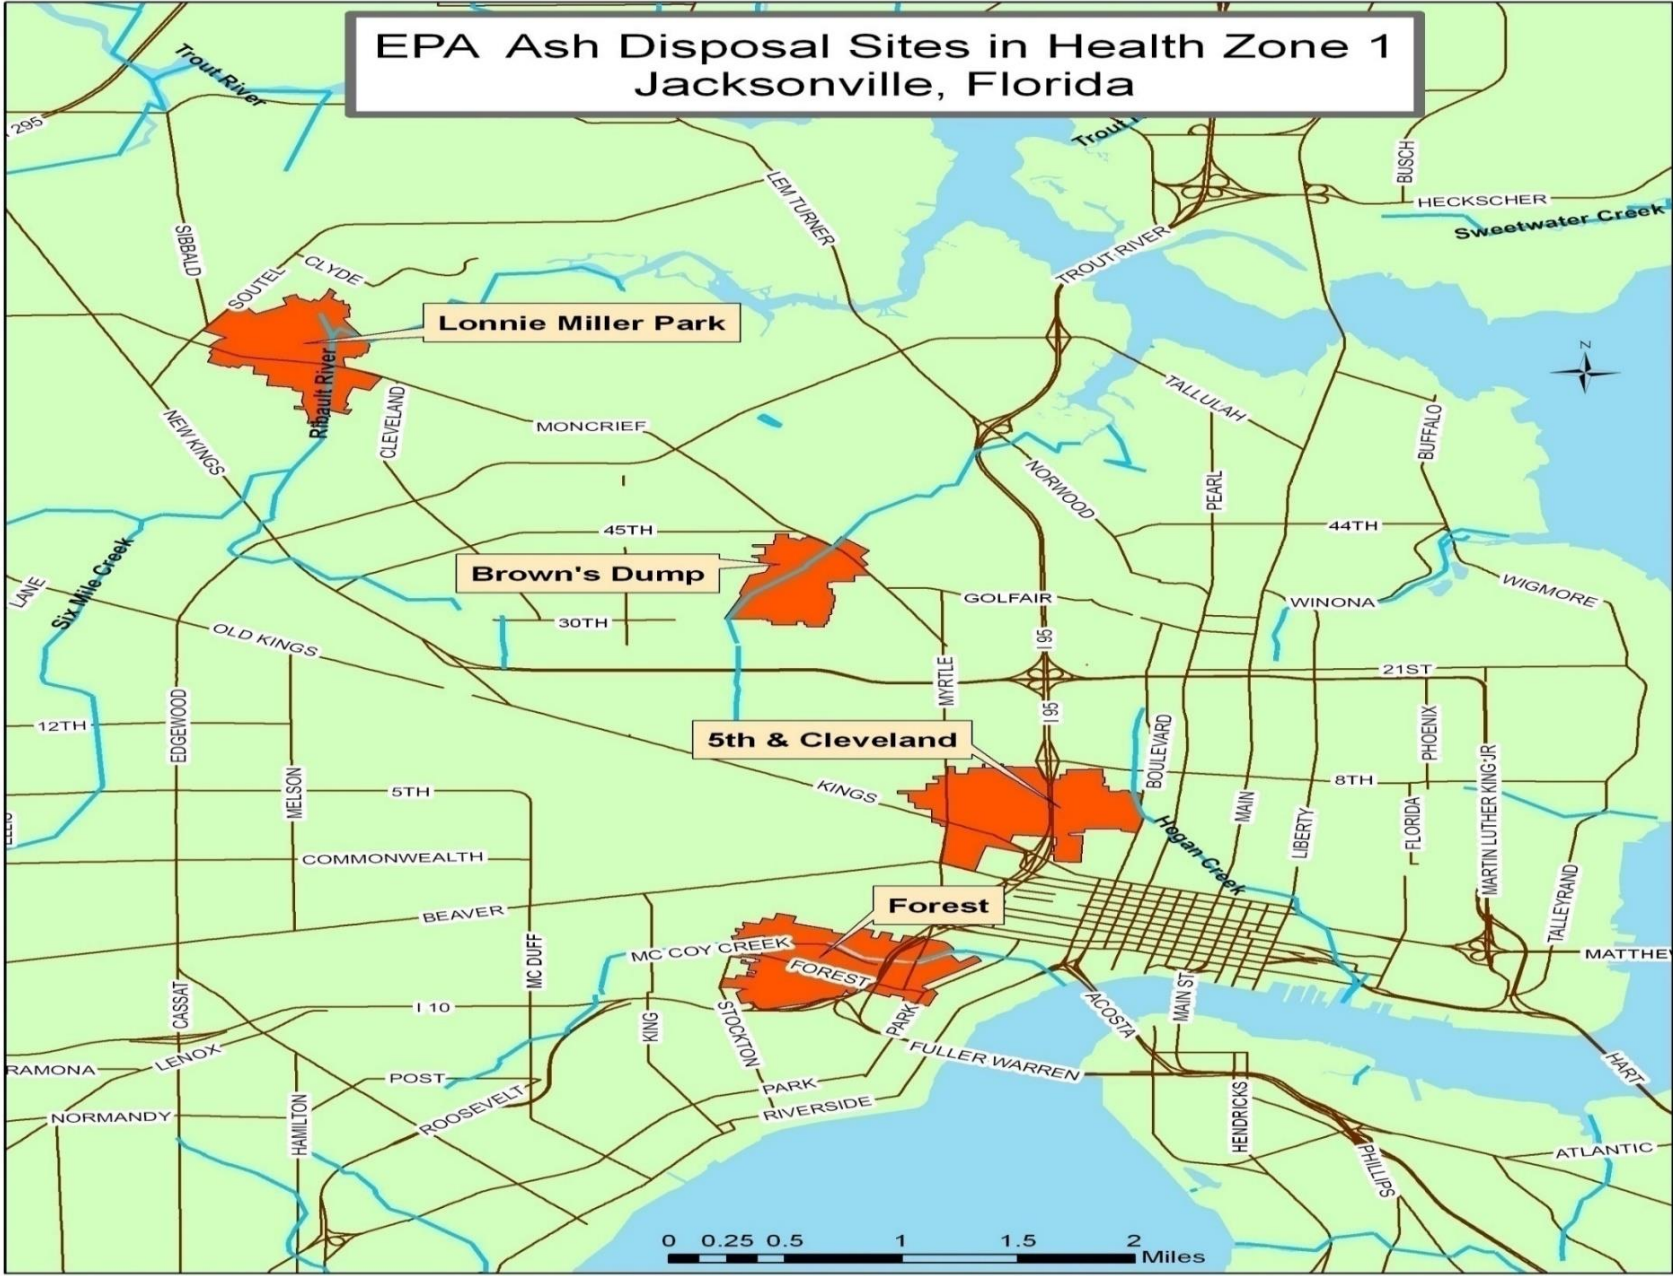 EPA Ash Disposal Sites in Health Zone 1
Jacksonville, Florida
Trout River
295
Trout
BUSCH
HECKSCHER
Sweetwater Creek
LEM TURNER
SIBBALD
SOUTEL
CLYDE
TROUT RIVER
Lonnie Miller Park
N
Ribault River
CLEVELAND
NEW KINGS
MONCRIEF
TALLULAH
BUFFALO
NORWOOD
PEARL
45TH
44TH
Six Mile Creek
LANE
Brown's Dump
GOLFAIR
WINONA
WIGMORE
30TH
OLD KINGS
I 95
MYRTLE
21ST
EDGEWOOD
12TH
I 95
5th & Cleveland
BOULEVARD
PHOENIX
MARTIN LUTHER KING JR
MELSON
5TH
KINGS
8TH
MAIN
LIBERTY
FLORIDA
Hogan Creek
COMMONWEALTH
BEAVER
Forest
TALLEYRAND
MC DUFF
MC COY CREEK
FOREST
MATTHEW
CASSAT
I 10
KING
STOCKTON
PARK
ACOSTA
MAIN ST
LENOX
FULLER WARREN
RAMONA
POST
PARK
HART
NORMANDY
HAMILTON
ROOSEVELT
RIVERSIDE
HENDRICKS
PHILLIPS
ATLANTIC
0 0.25 0.5 1 1.5 2
Miles